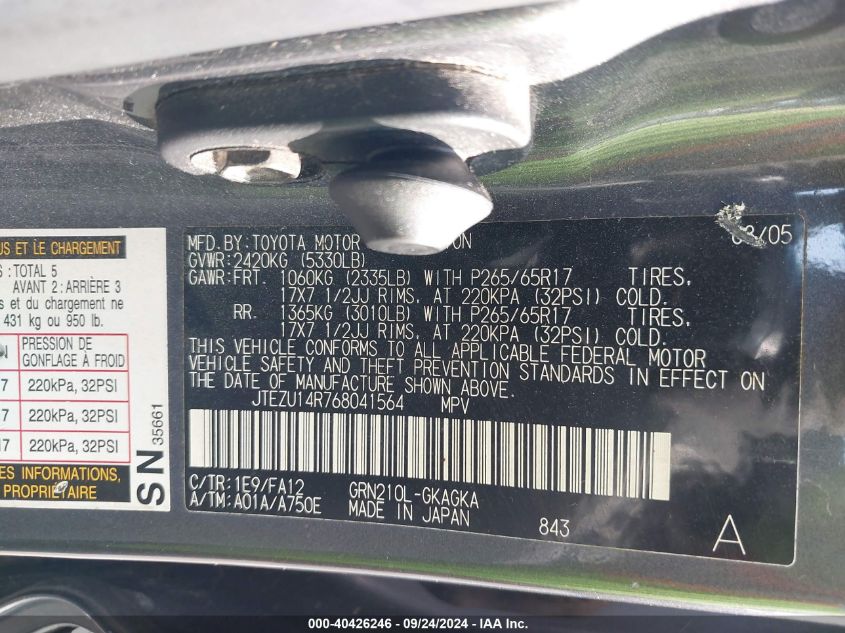 US ET LE CHARGEMENT
S : TOTAL 5
AVANT 2 : ARRIÈRE 3
s et du chargement ne
431 kg ou 950 lb.
PRESSION DE
GONFLAGE À FROID
7 220kPa, 32PSI
17 220kPa, 32PSI
17 220kPa, 32PSI
ES INFORMATIONS,
PROPRIÉTAIRE
SN 35661
MFD.BY:TOYOTA MOTOR ON /05
GVWR:2420KG (5330LB)
GAWR:FRT. 1060KG (2335LB) WITH P265/65R17 TIRES,
17X7 1/2JJ RIMS, AT 220KPA (32PSI) COLD.
RR. 1365KG (3010LB) WITH P265/65R17 TIRES,
17X7 1/2JJ RIMS, AT 220KPA (32PSI) COLD.
THIS VEHICLE CONFORMS TO ALL APPLICABLE FEDERAL MOTOR
VEHICLE SAFETY AND THEFT PREVENTION STANDARDS IN EFFECT ON
THE DATE OF MANUFACTURE SHOWN ABOVE.
JTEZU14R768041564 MPV
C/TR:1E9/FA12 GRN210L-GKAGKA
A/TM:A01A/A750E MADE IN JAPAN 843 A
000-40426246 - 09/24/2024 - IAA Inc.